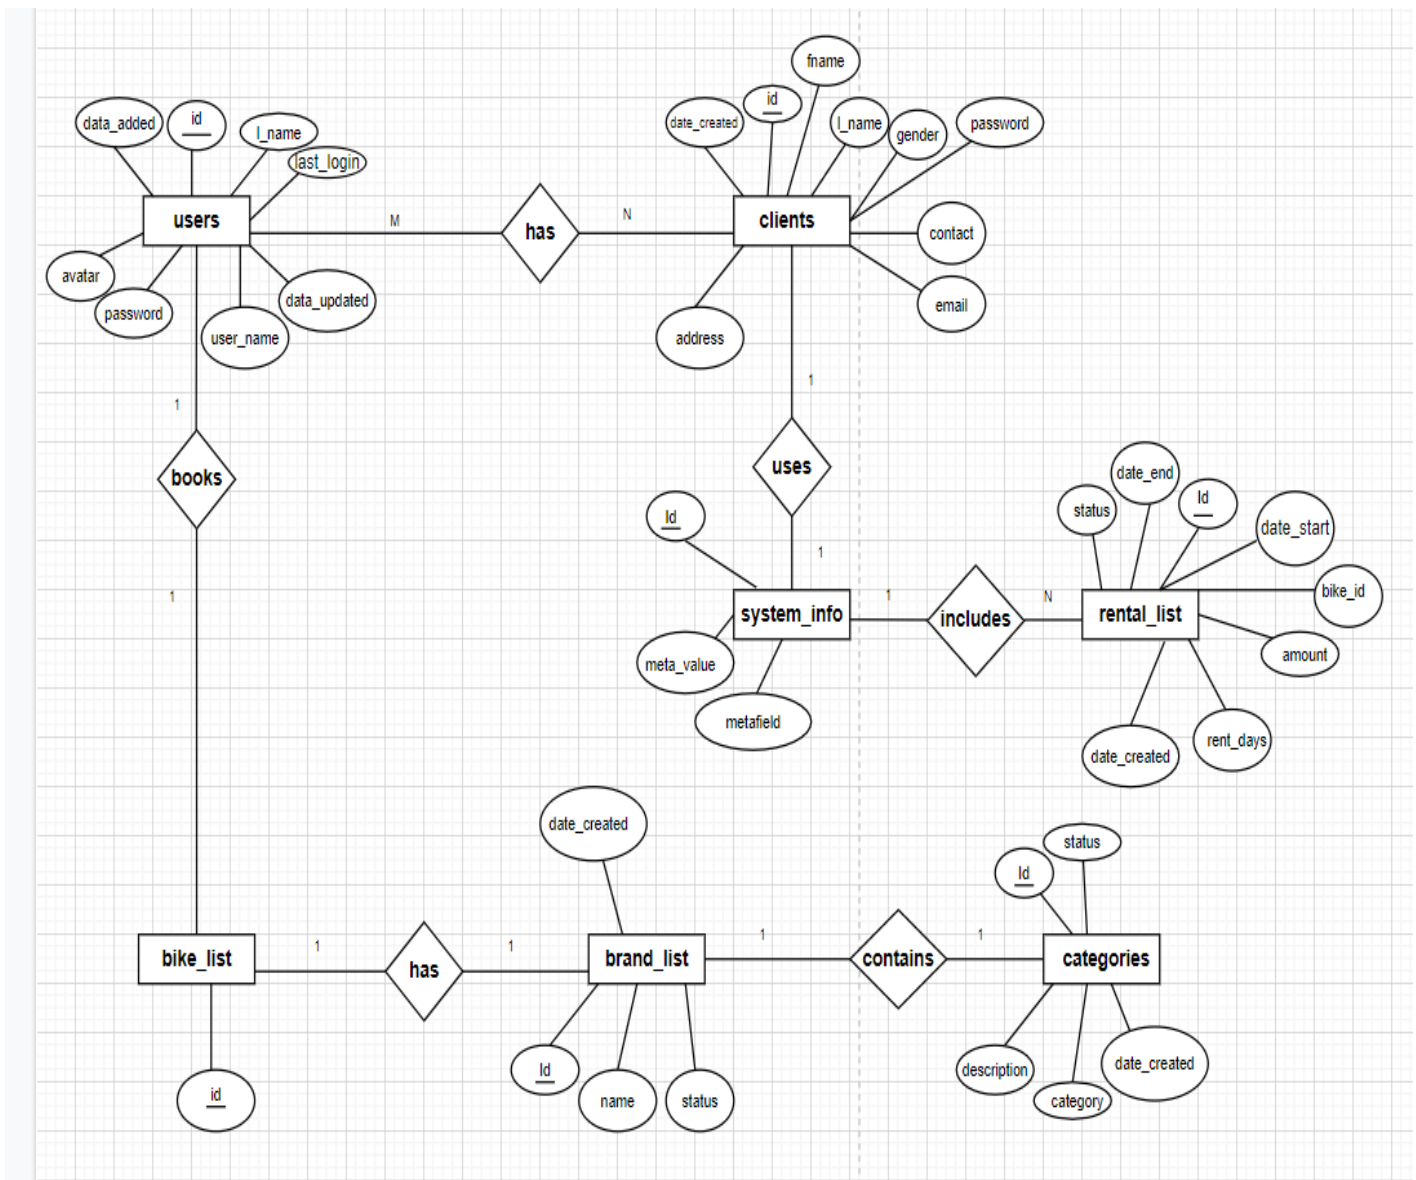 fname
data_added
id
l_name
last_login
date_created
id
l_name
gender
password
users
M
has
N
clients
contact
avatar
password
user_name
data_updated
address
email
1
1
books
uses
date_end
status
Id
date_start
Id
1
1
system_info
1
includes
N
rental_list
bike_id
amount
meta_value
metafield
date_created
rent_days
date_created
status
Id
bike_list
1
has
1
brand_list
1
contains
1
categories
id
Id
name
status
description
category
date_created